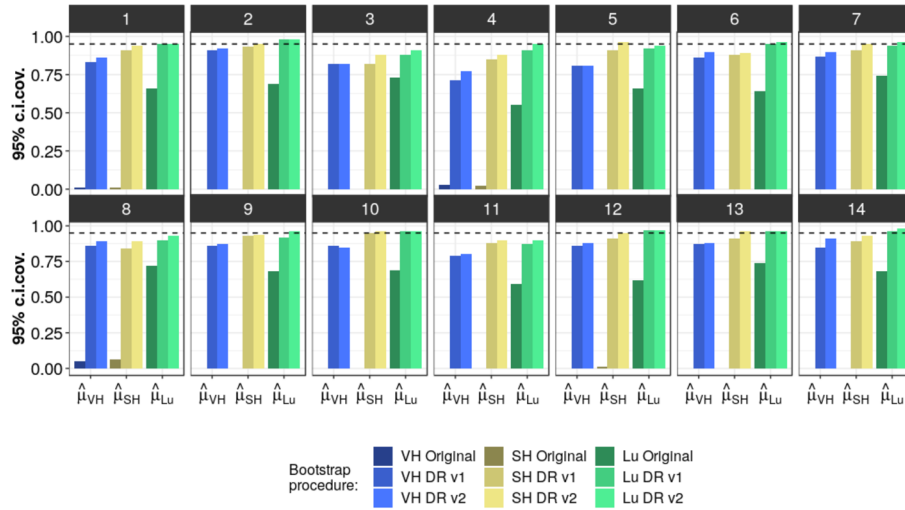 1 2 3 4 5 6 7
95% c.i.cov.
1.00
0.75
0.50
0.25
0.00
8 9 10 11 12 13 14
95% c.i.cov.
1.00
0.75
0.50
0.25
0.00
μ̂VH μ̂SH μ̂Lu μ̂VH μ̂SH μ̂Lu μ̂VH μ̂SH μ̂Lu μ̂VH μ̂SH μ̂Lu μ̂VH μ̂SH μ̂Lu μ̂VH μ̂SH μ̂Lu μ̂VH μ̂SH μ̂Lu
Bootstrap
procedure:
VH Original SH Original Lu Original
VH DR v1 SH DR v1 Lu DR v1
VH DR v2 SH DR v2 Lu DR v2